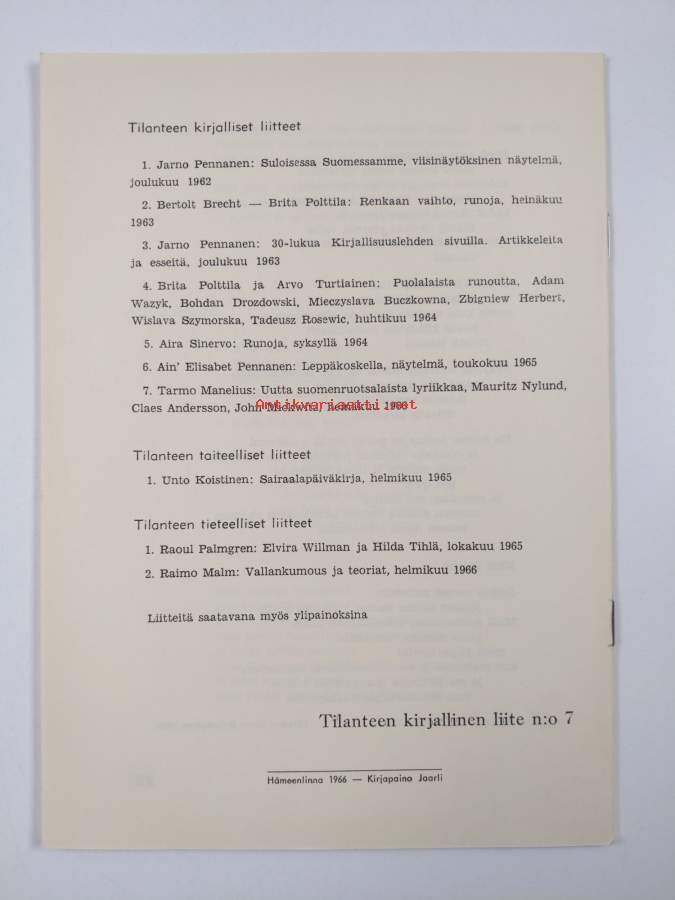 Tilanteen kirjalliset liitteet
1. Jarno Pennanen: Suloisessa Suomessamme, viisinäytöksinen näytelmä,
joulukuu 1962
2. Bertolt Brecht — Brita Polttila: Renkaan vaihto, runoja, heinäkuu
1963
3. Jarno Pennanen: 30-lukua Kirjallisuuslehden sivuilla. Artikkeleita
ja esseitä, joulukuu 1963
4. Brita Polttila ja Arvo Turtiainen: Puolalaista runoutta, Adam
Wazyk, Bohdan Drozdowski, Mieczyslava Buczkowna, Zbigniew Herbert,
Wislava Szymorska, Tadeusz Rosewic, huhtikuu 1964
5. Aira Sinervo: Runoja, syksyllä 1964
6. Ain' Elisabet Pennanen: Leppäkoskella, näytelmä, toukokuu 1965
7. Tarmo Manelius: Uutta suomenruotsalaista lyriikkaa, Mauritz Nylund,
Claes Andersson, John heinäkuu 1966
Antikvariaatti.net
Tilanteen taiteelliset liitteet
1. Unto Koistinen: Sairaalapäiväkirja, helmikuu 1965
Tilanteen tieteelliset liitteet
1. Raoul Palmgren: Elvira Willman ja Hilda Tihlä, lokakuu 1965
2. Raimo Malm: Vallankumous ja teoriat, helmikuu 1966
Liitteitä saatavana myös ylipainoksina
Tilanteen kirjallinen liite n:o 7
Hämeenlinna 1966 — Kirjapaino Jaarli